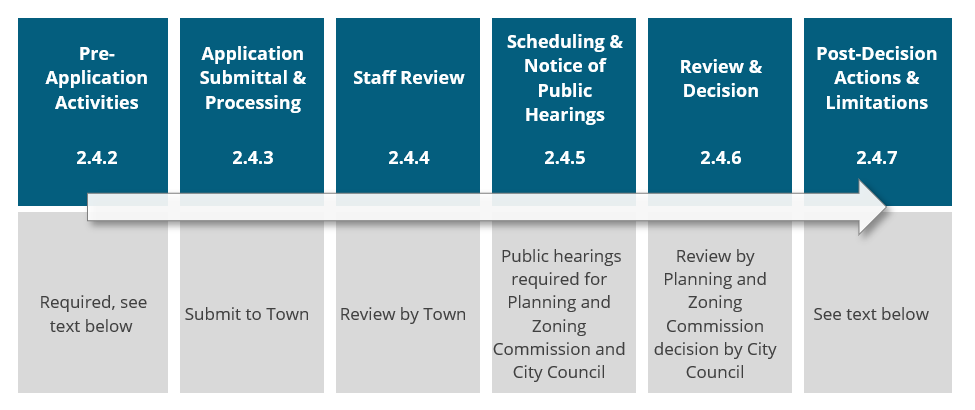 Pre-
Application
Activities
2.4.2
Application
Submittal &
Processing
2.4.3
Staff Review
2.4.4
Scheduling &
Notice of
Public
Hearings
2.4.5
Review &
Decision
2.4.6
Post-Decision
Actions &
Limitations
2.4.7
Required, see
text below
Submit to Town
Review by Town
Public hearings
required for
Planning and
Zoning
Commission and
City Council
Review by
Planning and
Zoning
Commission
decision by City
Council
See text below